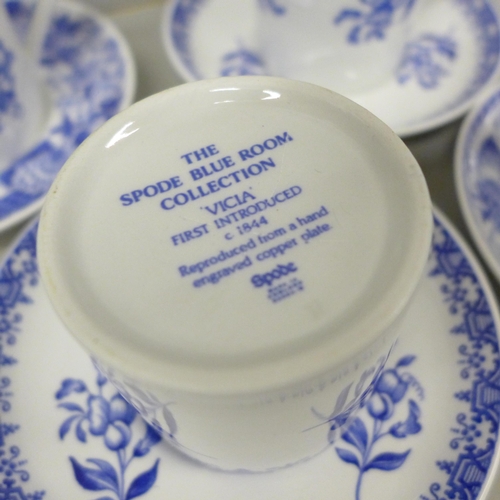 THE
SPODE BLUE ROOM
COLLECTION
'VICIA'
FIRST INTRODUCED
c 1844
Reproduced from a hand
engraved copper plate.
Spode